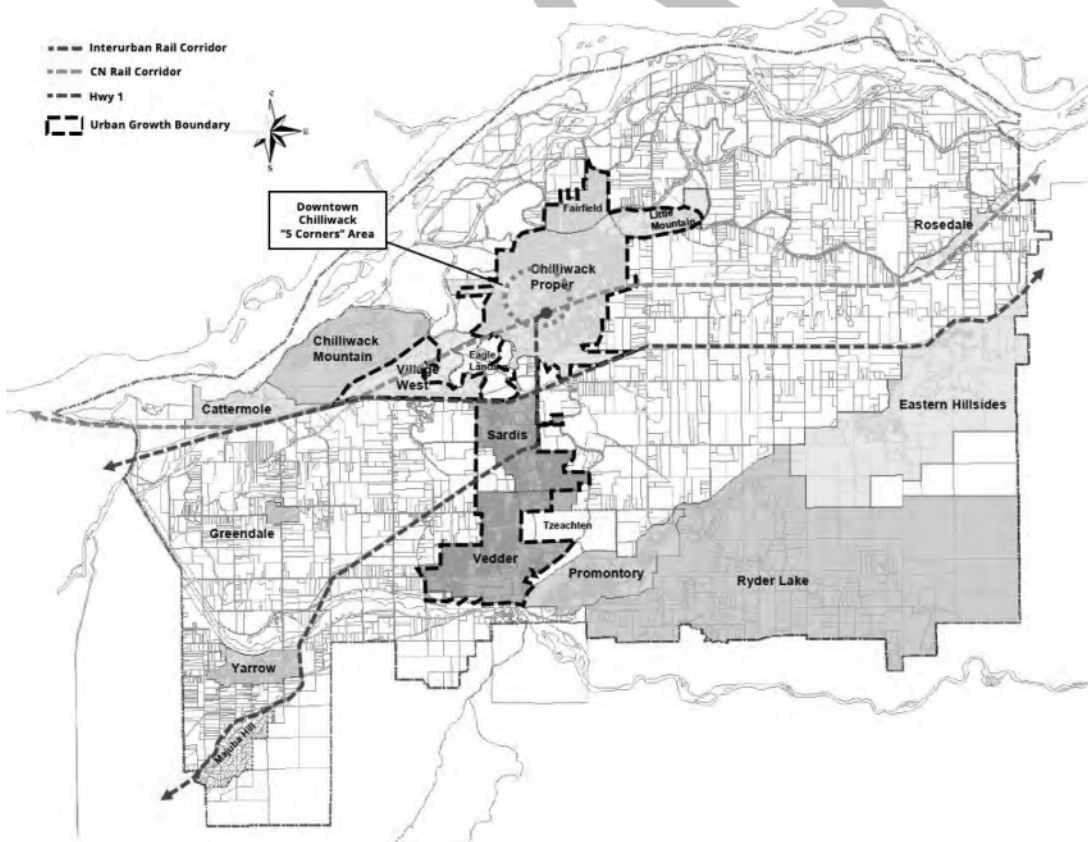 Interurban Rail Corridor
CN Rail Corridor
Hwy 1
Urban Growth Boundary
E
S
Downtown
Chilliwack
"5 Corners" Area
Fairfield
Little
Mountain
Rosedale
Chilliwack
Proper
Chilliwack
Mountain
Eagle
Landing
Village
West
Cattermole
Eastern Hillsides
Sardis
Greendale
Tzeachten
Vedder
Promontory
Ryder Lake
Yarrow
Majuba Hill